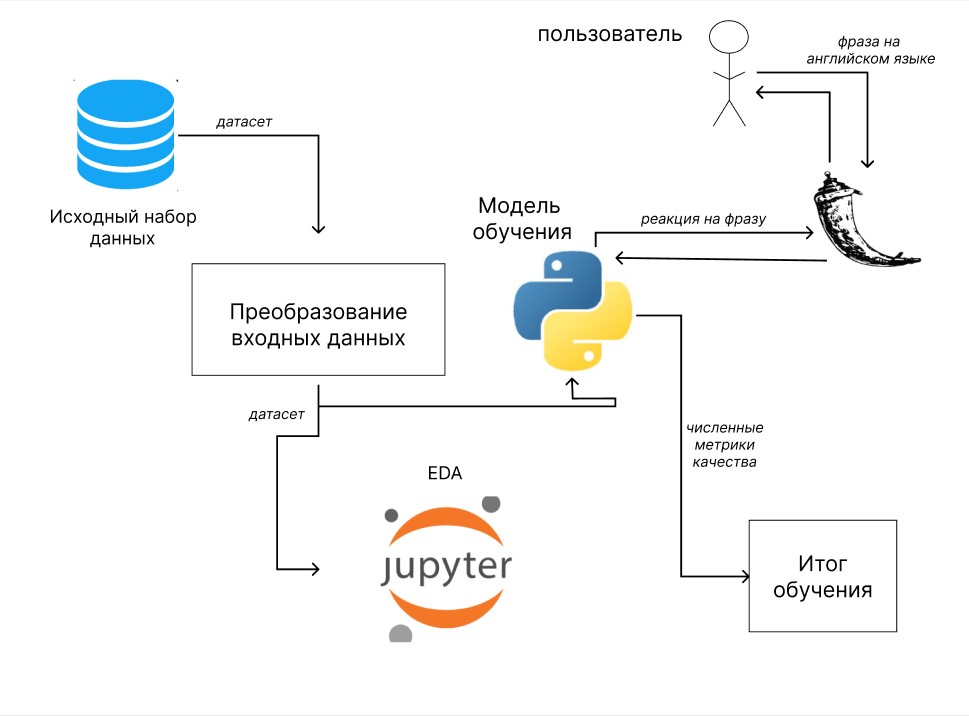 пользователь
фраза на
английском языке
датасет
Исходный набор
данных
Модель
обучения
реакция на фразу
Преобразование
входных данных
датасет
численные
метрики
качества
EDA
jupyter
Итог
обучения